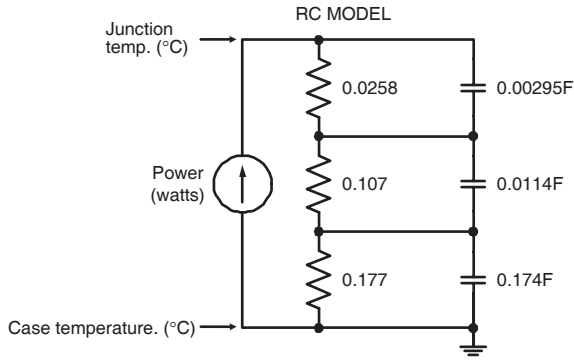 RC MODEL
Junction
temp. (°C)
0.0258
0.00295F
Power
(watts)
0.107
0.0114F
0.177
0.174F
Case temperature. (°C)